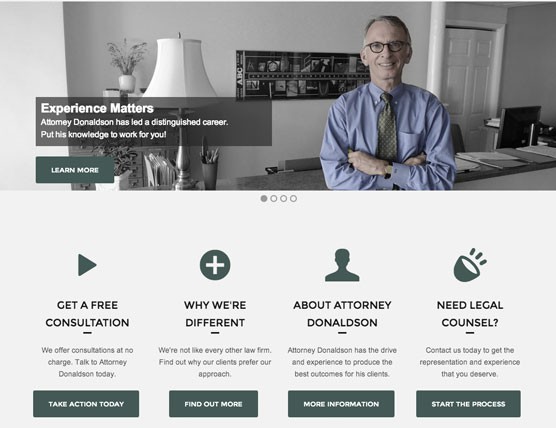 Experience Matters
Attorney Donaldson has led a distinguished career.
Put his knowledge to work for you!
LEARN MORE
GET A FREE
CONSULTATION
We offer consultations at no
charge. Talk to Attorney
Donaldson today.
TAKE ACTION TODAY
WHY WE'RE
DIFFERENT
We're not like every other law firm.
Find out why our clients prefer our
approach.
FIND OUT MORE
ABOUT ATTORNEY
DONALDSON
Attorney Donaldson has the drive
and experience to produce the
best outcomes for his clients.
MORE INFORMATION
NEED LEGAL
COUNSEL?
Contact us today to get the
representation and experience
that you deserve.
START THE PROCESS